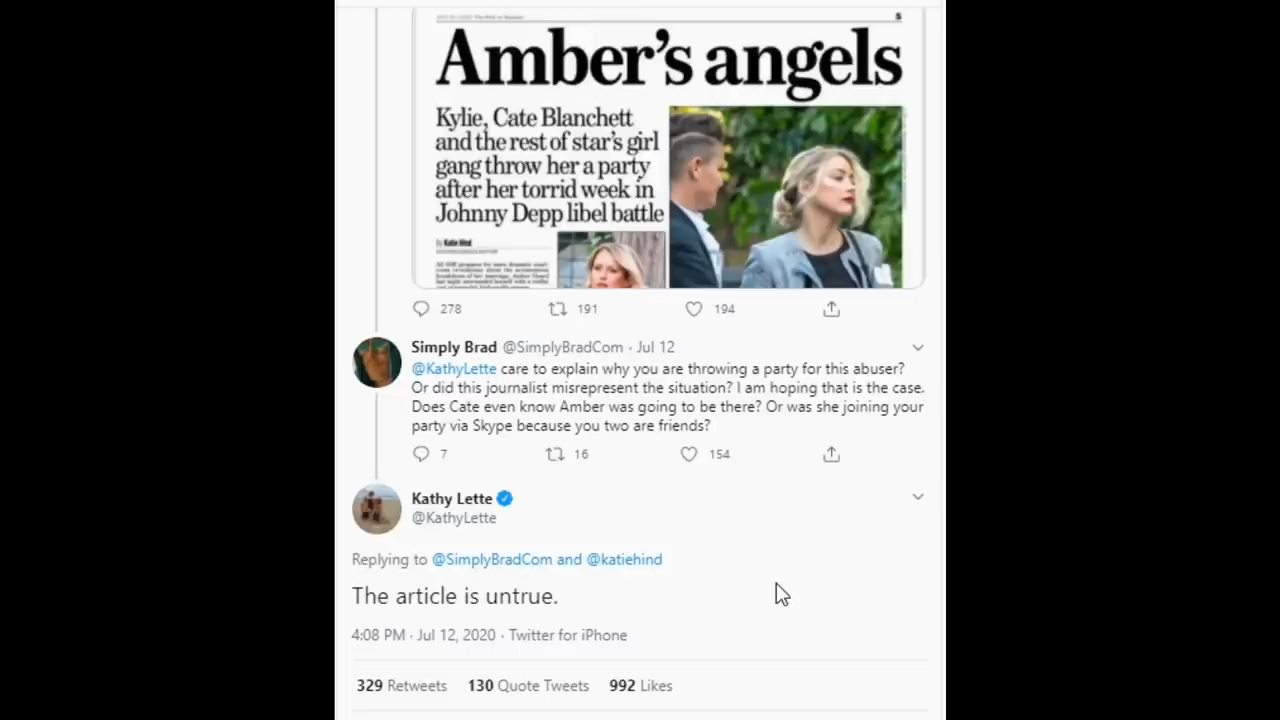 5
Amber's angels
Kylie, Cate Blanchett
and the rest of star's girl
gang throw her a party
after her torrid week in
Johnny Depp libel battle
By Katie Hind
278 191 194
Simply Brad @SimplyBradCom · Jul 12
@KathyLette care to explain why you are throwing a party for this abuser?
Or did this journalist misrepresent the situation? I am hoping that is the case.
Does Cate even know Amber was going to be there? Or was she joining your
party via Skype because you two are friends?
7 16 154
Kathy Lette
@KathyLette
Replying to @SimplyBradCom and @katiehind
The article is untrue.
4:08 PM · Jul 12, 2020 · Twitter for iPhone
329 Retweets 130 Quote Tweets 992 Likes